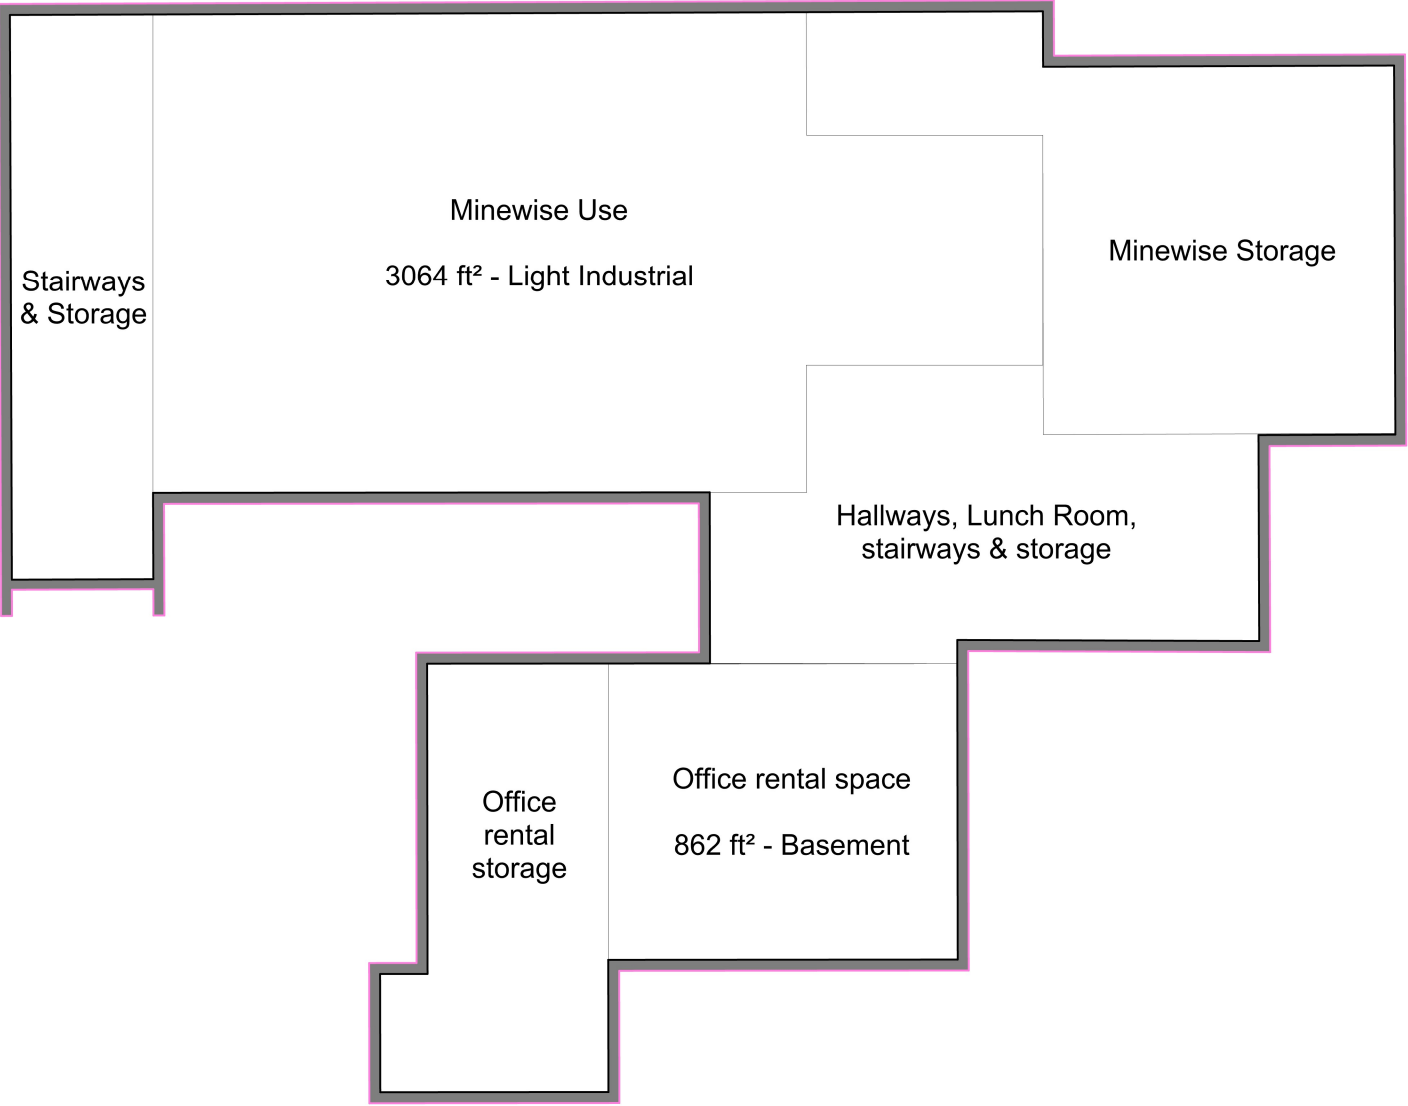 Minewise Use
3064 ft² - Light Industrial
Minewise Storage
Stairways
& Storage
Hallways, Lunch Room,
stairways & storage
Office rental space
862 ft² - Basement
Office
rental
storage